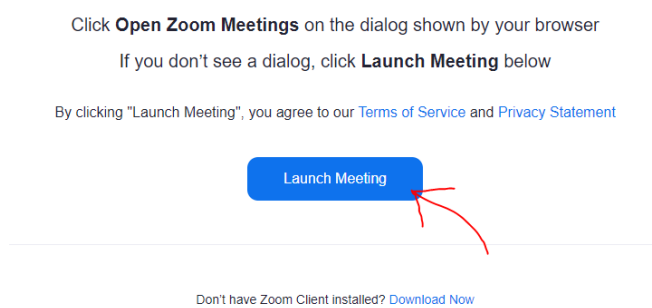 Click Open Zoom Meetings on the dialog shown by your browser
If you don’t see a dialog, click Launch Meeting below
By clicking "Launch Meeting", you agree to our Terms of Service and Privacy Statement
Launch Meeting
Don’t have Zoom Client installed? Download Now